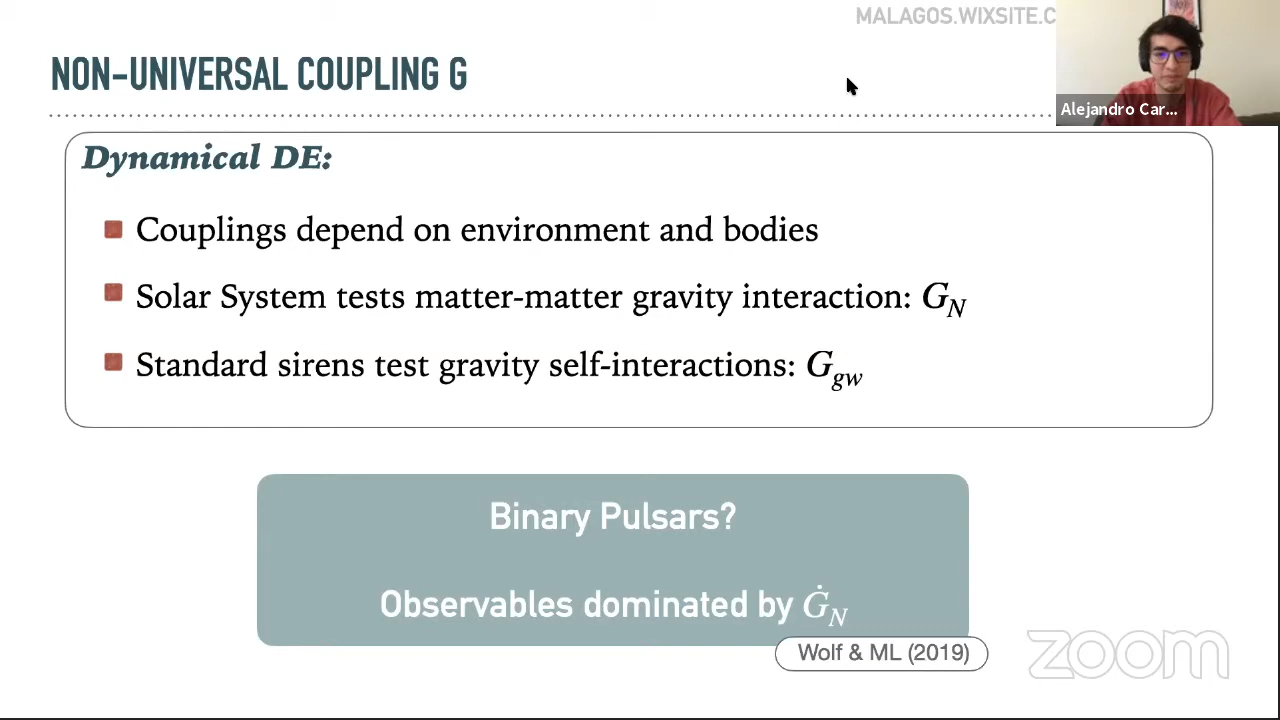 MALAGOS.WIXSITE.C
NON-UNIVERSAL COUPLING G
Alejandro Car...
Dynamical DE:
Couplings depend on environment and bodies
Solar System tests matter-matter gravity interaction: G_N
Standard sirens test gravity self-interactions: G_gw
Binary Pulsars?
Observables dominated by Ġ_N
Wolf & ML (2019)
zoom